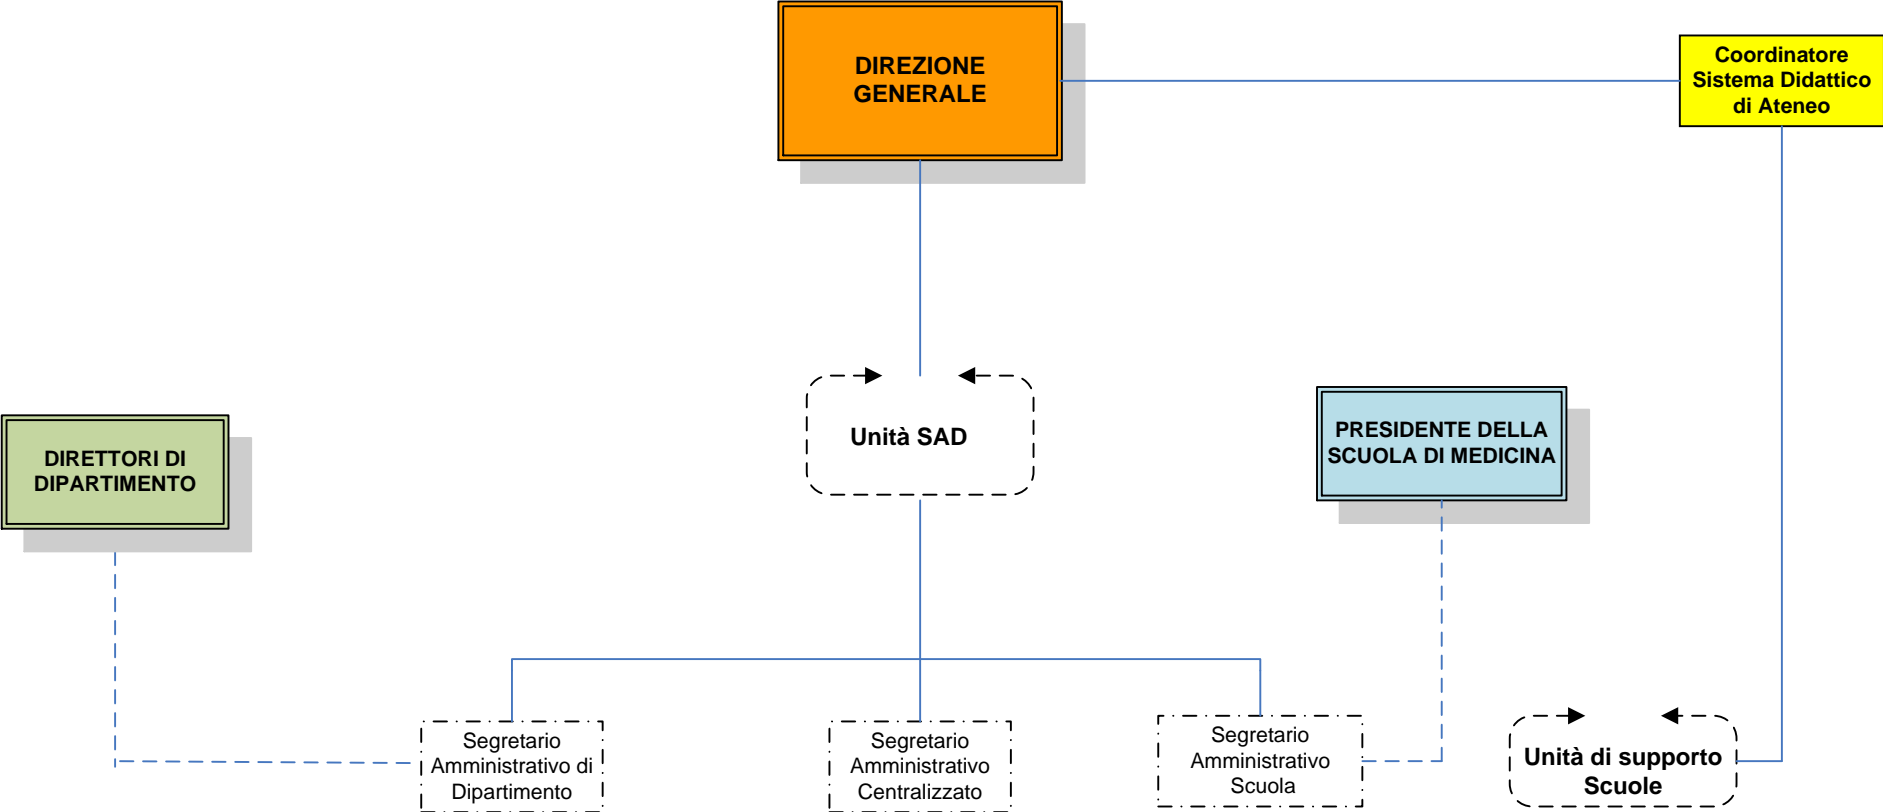 DIREZIONE
GENERALE
Coordinatore
Sistema Didattico
di Ateneo
Unità SAD
DIRETTORI DI
DIPARTIMENTO
PRESIDENTE DELLA
SCUOLA DI MEDICINA
Segretario
Amministrativo di
Dipartimento
Segretario
Amministrativo
Centralizzato
Segretario
Amministrativo
Scuola
Unità di supporto
Scuole